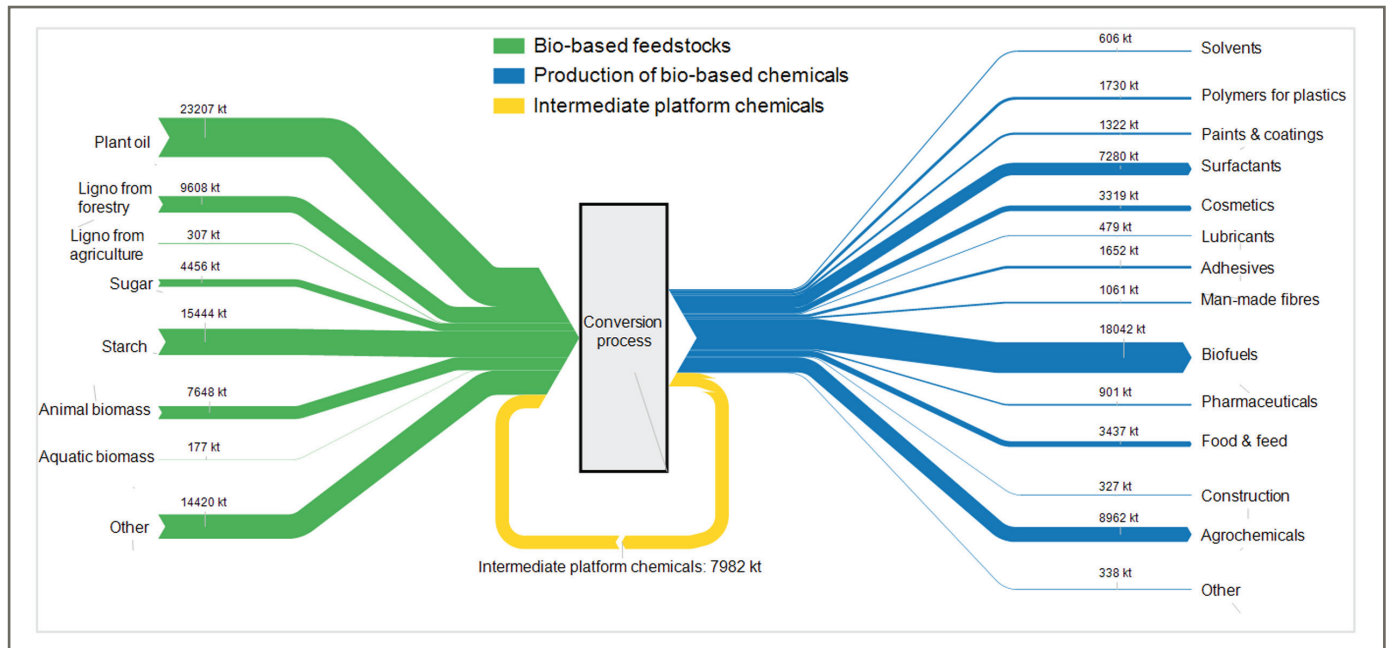 Bio-based feedstocks
Production of bio-based chemicals
Intermediate platform chemicals
23207 kt
Plant oil
9608 kt
Ligno from
forestry
307 kt
Ligno from
agriculture
4456 kt
Sugar
15444 kt
Starch
7648 kt
Animal biomass
177 kt
Aquatic biomass
14420 kt
Other
Conversion
process
Intermediate platform chemicals: 7982 kt
606 kt
Solvents
1730 kt
Polymers for plastics
1322 kt
Paints & coatings
7280 kt
Surfactants
3319 kt
Cosmetics
479 kt
Lubricants
1652 kt
Adhesives
1061 kt
Man-made fibres
18042 kt
Biofuels
901 kt
Pharmaceuticals
3437 kt
Food & feed
327 kt
Construction
8962 kt
Agrochemicals
338 kt
Other